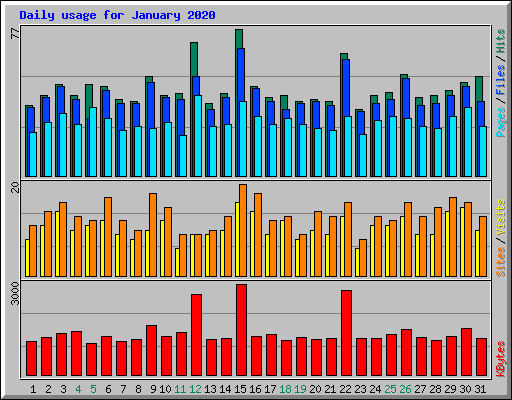 Daily usage for January 2020
77
Pages / Files / Hits
20
Sites / Visits
3000
KBytes
1 2 3 4 5 6 7 8 9 10 11 12 13 14 15 16 17 18 19 20 21 22 23 24 25 26 27 28 29 30 31